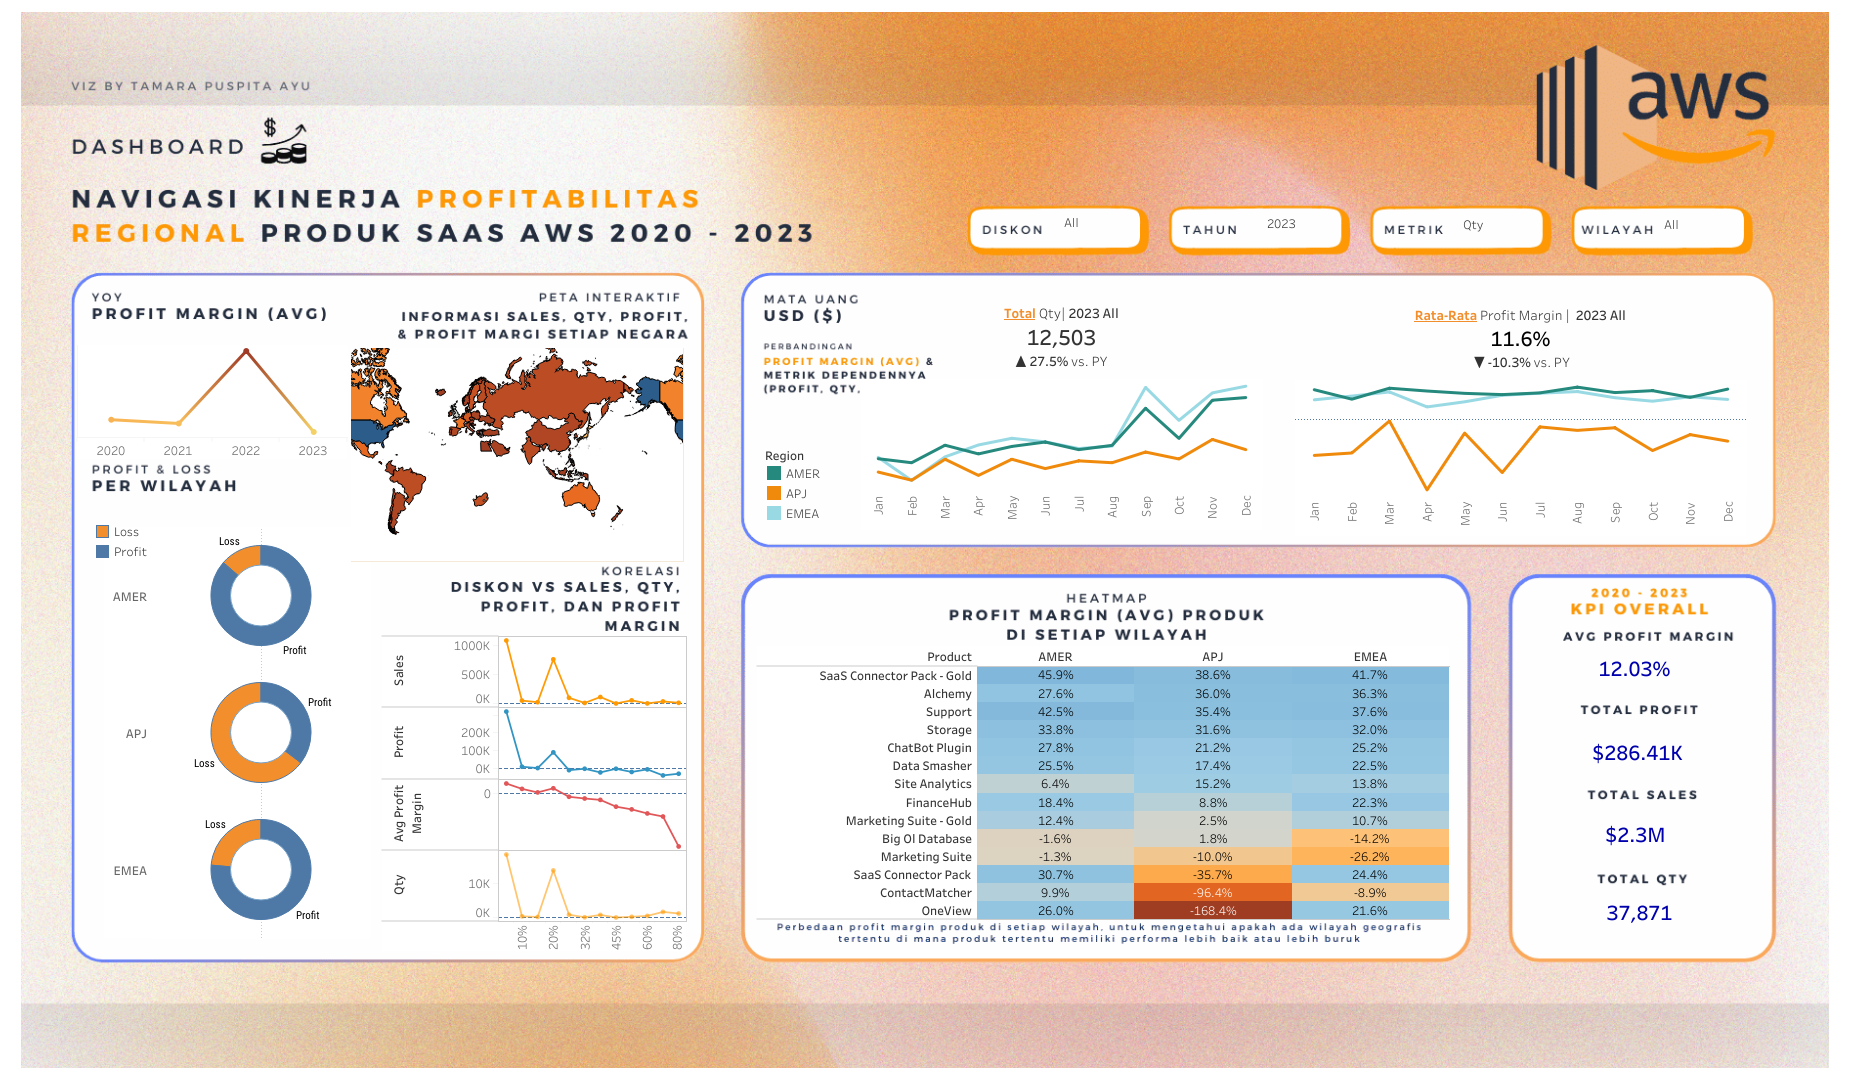 VIZ BY TAMARA PUSPITA AYU
DASHBOARD
$
NAVIGASI KINERJA PROFITABILITAS
REGIONAL PRODUK SAAS AWS 2020 - 2023
aws
DISKON All
TAHUN 2023
METRIK Qty
WILAYAH All
YOY
PROFIT MARGIN (AVG)
2020 2021 2022 2023
PETA INTERAKTIF
INFORMASI SALES, QTY, PROFIT,
& PROFIT MARGI SETIAP NEGARA
PROFIT & LOSS
PER WILAYAH
Loss
Profit
AMER
Loss
Profit
APJ
Profit
Loss
EMEA
Loss
Profit
KORELASI
DISKON VS SALES, QTY,
PROFIT, DAN PROFIT
MARGIN
Sales
1000K
500K
0K
Profit
200K
100K
0K
Avg Profit
Margin
0
Qty
10K
0K
10% 20% 32% 45% 60% 80%
MATA UANG
USD ($)
PERBANDINGAN
PROFIT MARGIN (AVG) &
METRIK DEPENDENNYA
(PROFIT, QTY,
Region
AMER
APJ
EMEA
Total Qty| 2023 All
12,503
▲ 27.5% vs. PY
Jan Feb Mar Apr May Jun Jul Aug Sep Oct Nov Dec
Rata-Rata Profit Margin | 2023 All
11.6%
▼ -10.3% vs. PY
Jan Feb Mar Apr May Jun Jul Aug Sep Oct Nov Dec
HEATMAP
PROFIT MARGIN (AVG) PRODUK
DI SETIAP WILAYAH
Product AMER APJ EMEA
SaaS Connector Pack - Gold 45.9% 38.6% 41.7%
Alchemy 27.6% 36.0% 36.3%
Support 42.5% 35.4% 37.6%
Storage 33.8% 31.6% 32.0%
ChatBot Plugin 27.8% 21.2% 25.2%
Data Smasher 25.5% 17.4% 22.5%
Site Analytics 6.4% 15.2% 13.8%
FinanceHub 18.4% 8.8% 22.3%
Marketing Suite - Gold 12.4% 2.5% 10.7%
Big Ol Database -1.6% 1.8% -14.2%
Marketing Suite -1.3% -10.0% -26.2%
SaaS Connector Pack 30.7% -35.7% 24.4%
ContactMatcher 9.9% -96.4% -8.9%
OneView 26.0% -168.4% 21.6%
Perbedaan profit margin produk di setiap wilayah, untuk mengetahui apakah ada wilayah geografis
tertentu di mana produk tertentu memiliki performa lebih baik atau lebih buruk
2020 - 2023
KPI OVERALL
AVG PROFIT MARGIN
12.03%
TOTAL PROFIT
$286.41K
TOTAL SALES
$2.3M
TOTAL QTY
37,871